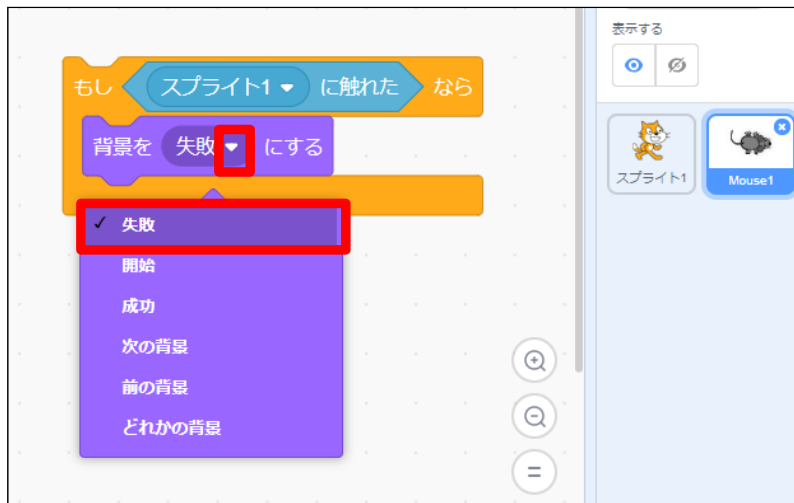 表示する
もし スプライト1 に触れた なら
背景を 失敗 にする
✓ 失敗
開始
成功
次の背景
前の背景
どれかの背景
スプライト1
Mouse1